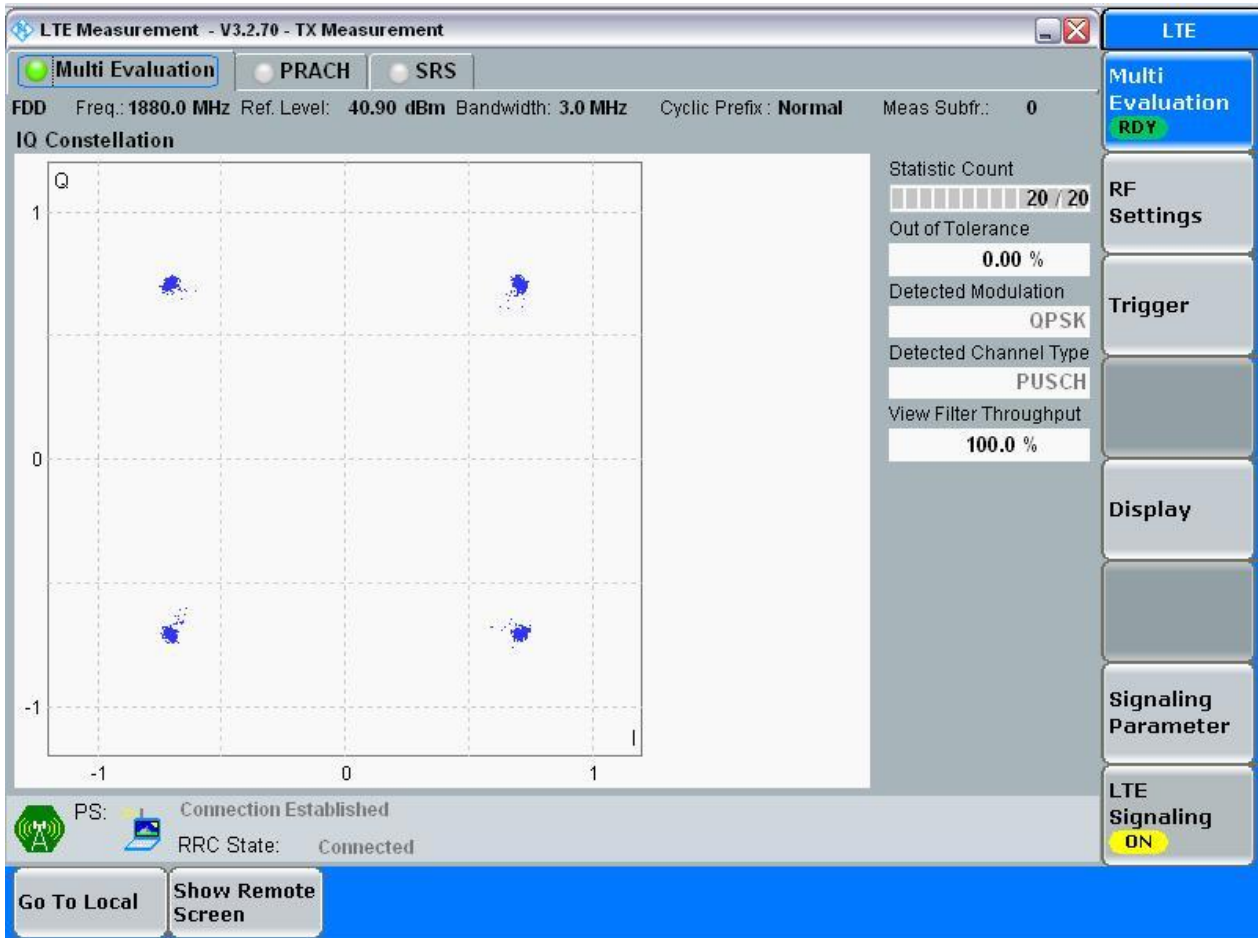 LTE Measurement - V3.2.70 - TX Measurement
LTE
Multi Evaluation PRACH SRS
FDD Freq.: 1880.0 MHz Ref. Level: 40.90 dBm Bandwidth: 3.0 MHz Cyclic Prefix : Normal Meas Subfr.: 0
IQ Constellation
Q
1
0
-1
-1 0 1
I
Statistic Count
20 / 20
Out of Tolerance
0.00 %
Detected Modulation
QPSK
Detected Channel Type
PUSCH
View Filter Throughput
100.0 %
Multi
Evaluation
RDY
RF
Settings
Trigger
Display
Signaling
Parameter
LTE
Signaling
ON
PS: Connection Established
RRC State: Connected
Go To Local
Show Remote
Screen